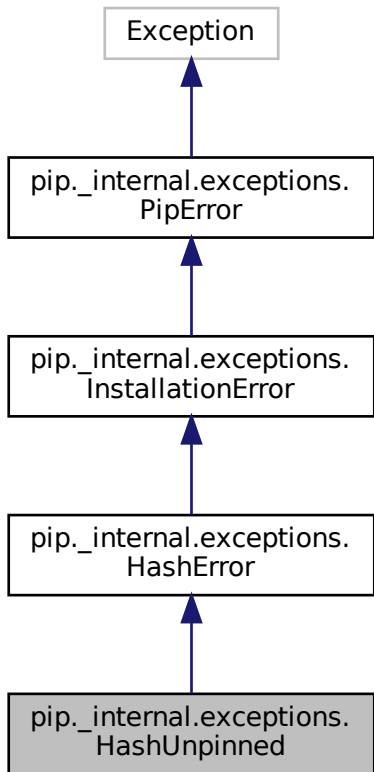 Exception
pip._internal.exceptions.
PipError
pip._internal.exceptions.
InstallationError
pip._internal.exceptions.
HashError
pip._internal.exceptions.
HashUnpinned